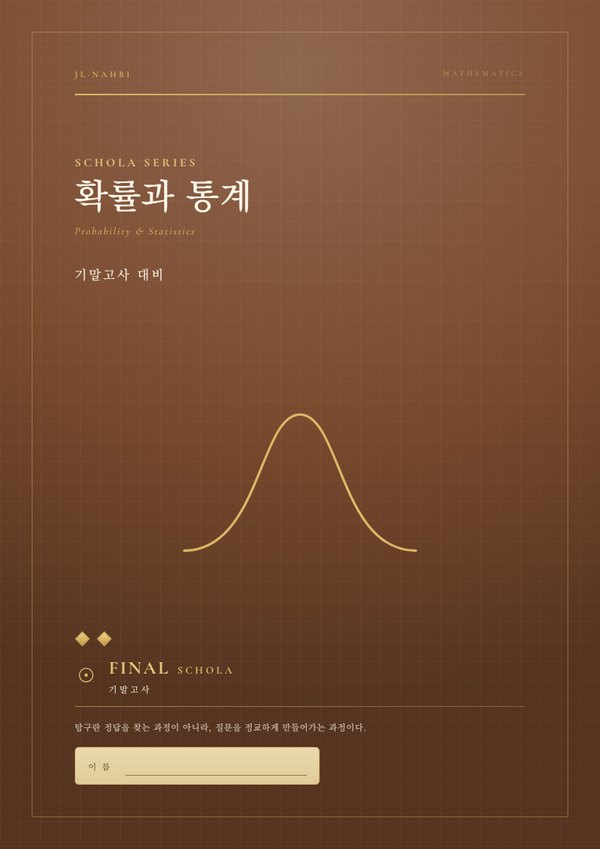 JL·NAHBI
MATHEMATICS
SCHOLA SERIES
확률과 통계
Probability & Statistics
기말고사 대비
FINAL SCHOLA
기말고사
탐구란 정답을 찾는 과정이 아니라, 질문을 정교하게 만들어가는 과정이다.
이 름